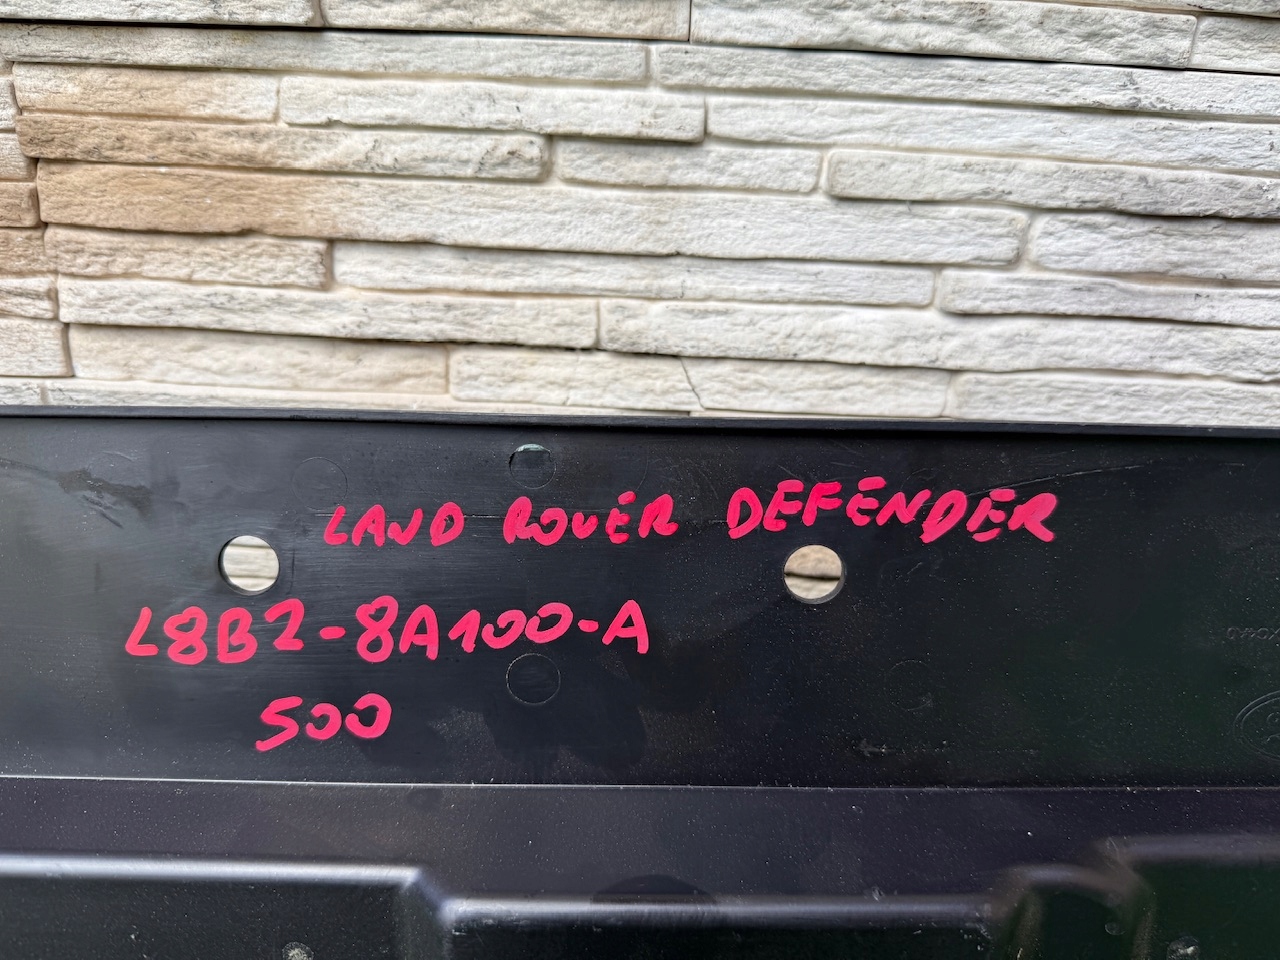 LAND ROVER DEFENDER
L8B2-8A100-A
500